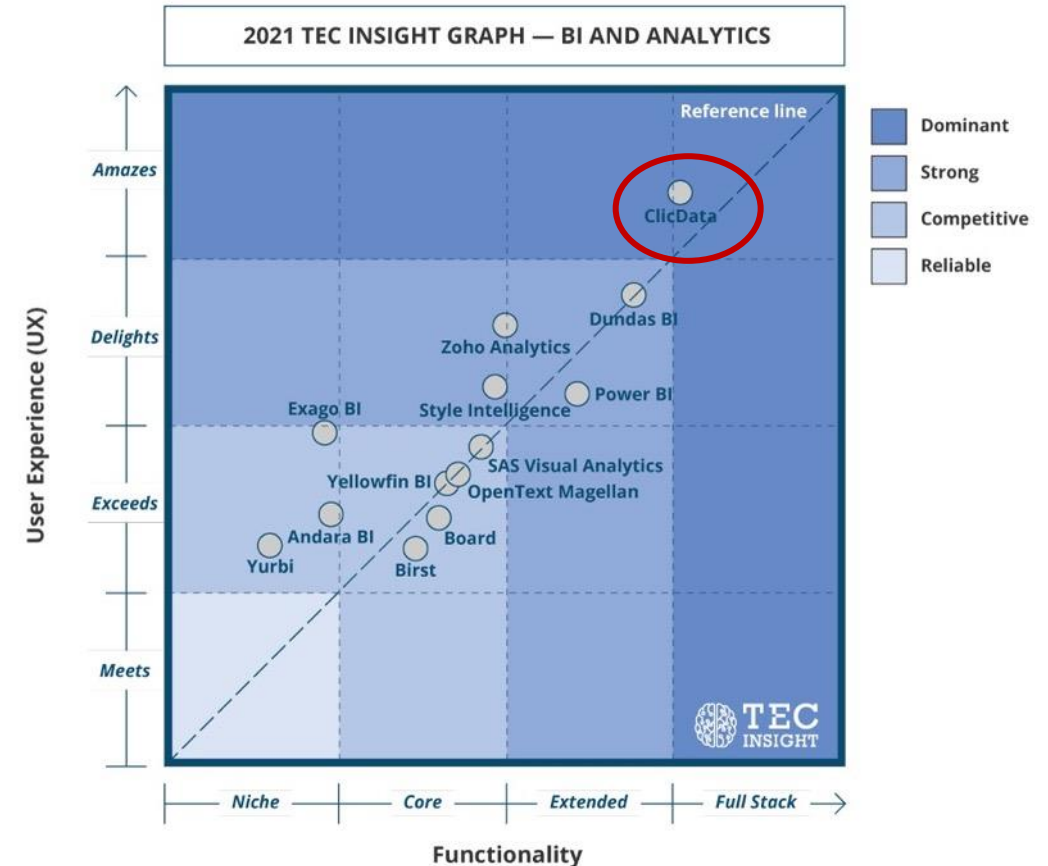 2021 TEC INSIGHT GRAPH — BI AND ANALYTICS
Reference line
Dominant
Strong
Competitive
Reliable
User Experience (UX)
Amazes
Delights
Exceeds
Meets
ClicData
Dundas BI
Zoho Analytics
Power BI
Style Intelligence
Exago BI
SAS Visual Analytics
Yellowfin BI
OpenText Magellan
Andara BI
Board
Yurbi
Birst
TEC
INSIGHT
Niche
Core
Extended
Full Stack
Functionality